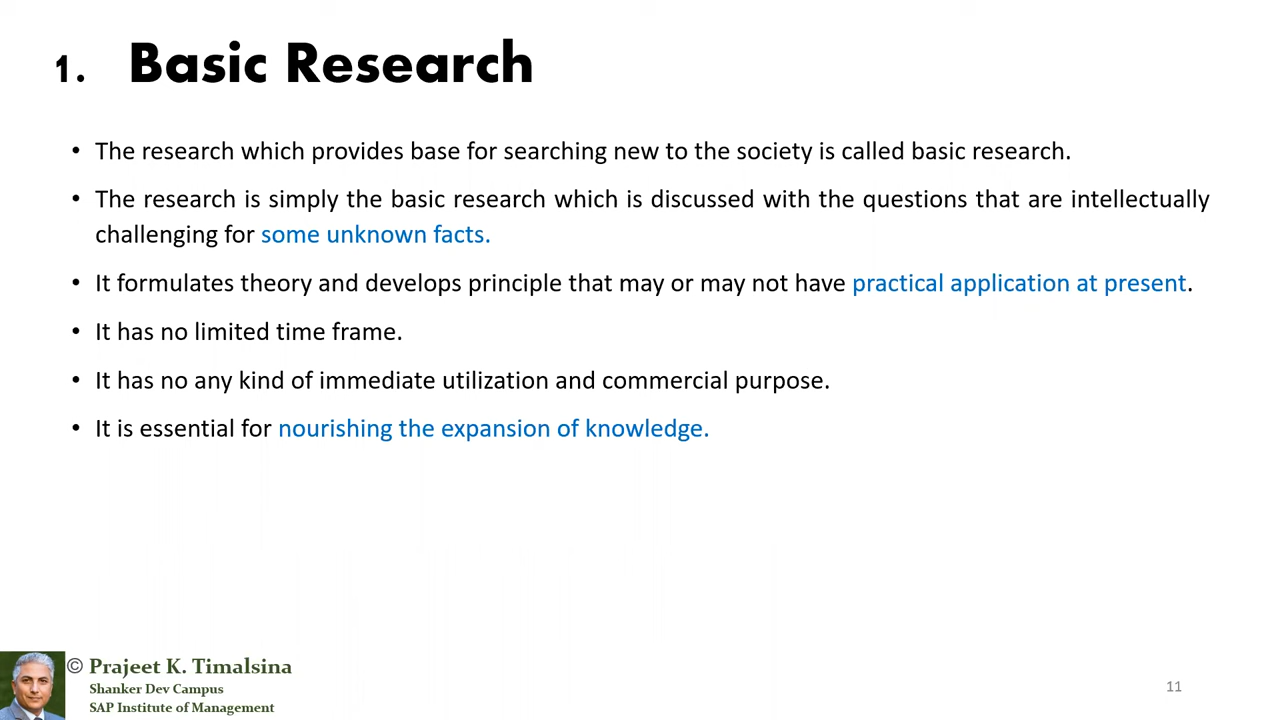 1. Basic Research
• The research which provides base for searching new to the society is called basic research.
• The research is simply the basic research which is discussed with the questions that are intellectually
challenging for some unknown facts.
• It formulates theory and develops principle that may or may not have practical application at present.
• It has no limited time frame.
• It has no any kind of immediate utilization and commercial purpose.
• It is essential for nourishing the expansion of knowledge.
© Prajeet K. Timalsina
Shanker Dev Campus
SAP Institute of Management
11